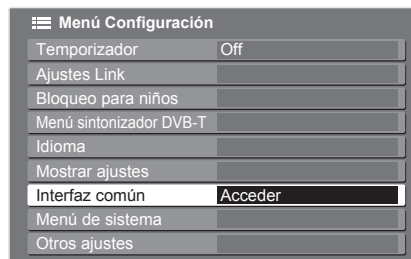 Menú Configuración
Temporizador Off
Ajustes Link
Bloqueo para niños
Menú sintonizador DVB-T
Idioma
Mostrar ajustes
Interfaz común Acceder
Menú de sistema
Otros ajustes